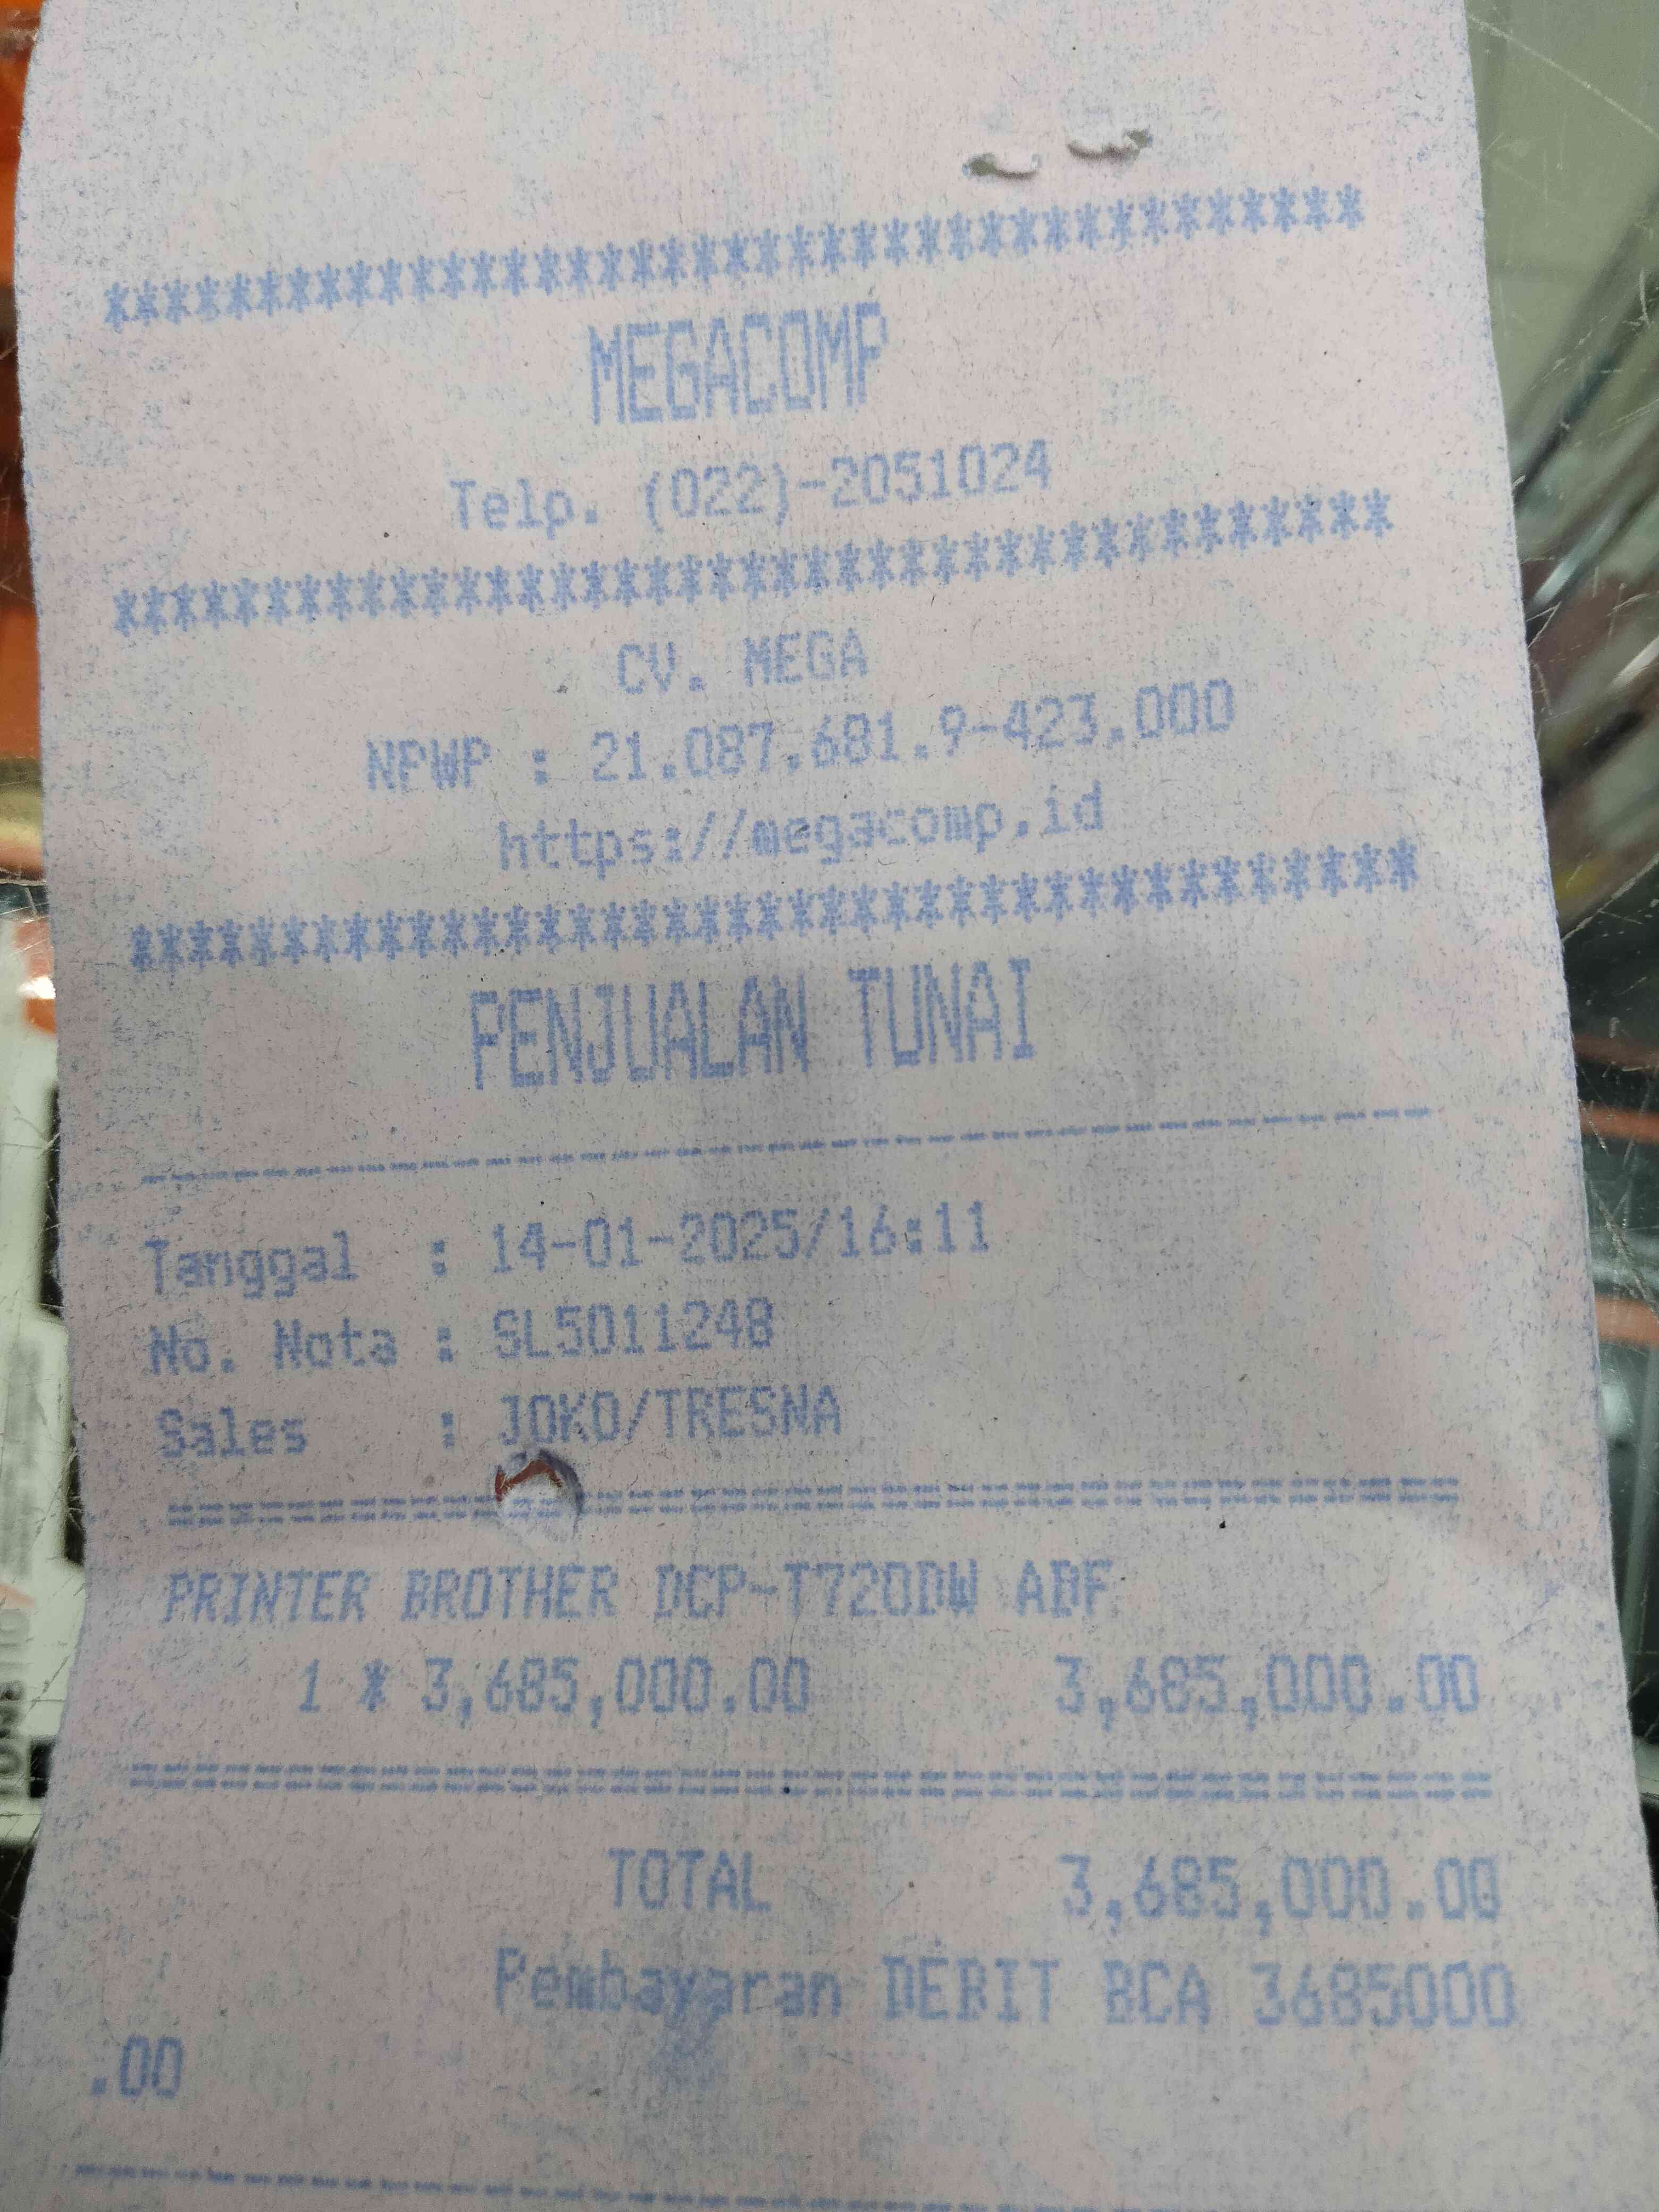 ****************************************
MEGACOMP
Telp. (022)-2051024
****************************************
CV. MEGA
NPWP : 21.087.681.9-423.000
https://megacomp.id
****************************************
PENJUALAN TUNAI
----------------------------------------
Tanggal : 14-01-2025/16:11
No. Nota : SL5011248
Sales : JOKO/TRESNA
========================================
PRINTER BROTHER DCP-T720DW ADF
1 * 3,685,000.00 3,685,000.00
========================================
TOTAL 3,685,000.00
Pembayaran DEBIT BCA 3685000
.00
----------------------------------------